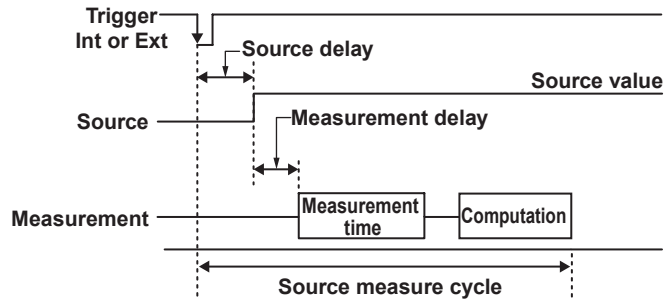 Trigger
Int or Ext
Source delay
Source value
Source
Measurement delay
Measurement
Measurement
time
Computation
Source measure cycle